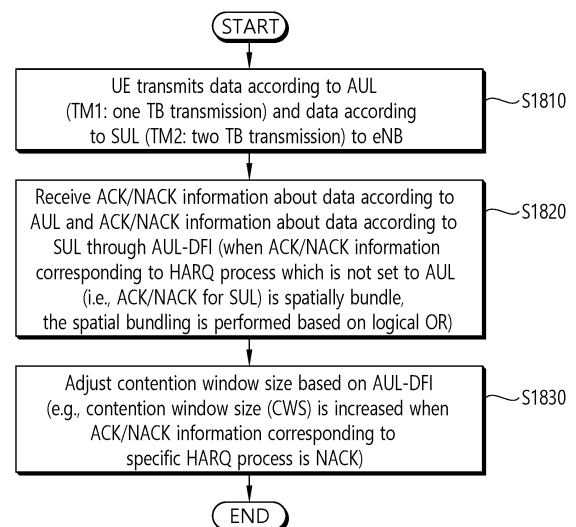 START
UE transmits data according to AUL
(TM1: one TB transmission) and data according
to SUL (TM2: two TB transmission) to eNB
S1810
Receive ACK/NACK information about data according to
AUL and ACK/NACK information about data according to
SUL through AUL-DFI (when ACK/NACK information
corresponding to HARQ process which is not set to AUL
(i.e., ACK/NACK for SUL) is spatially bundle,
the spatial bundling is performed based on logical OR)
S1820
Adjust contention window size based on AUL-DFI
(e.g., contention window size (CWS) is increased when
ACK/NACK information corresponding to
specific HARQ process is NACK)
S1830
END